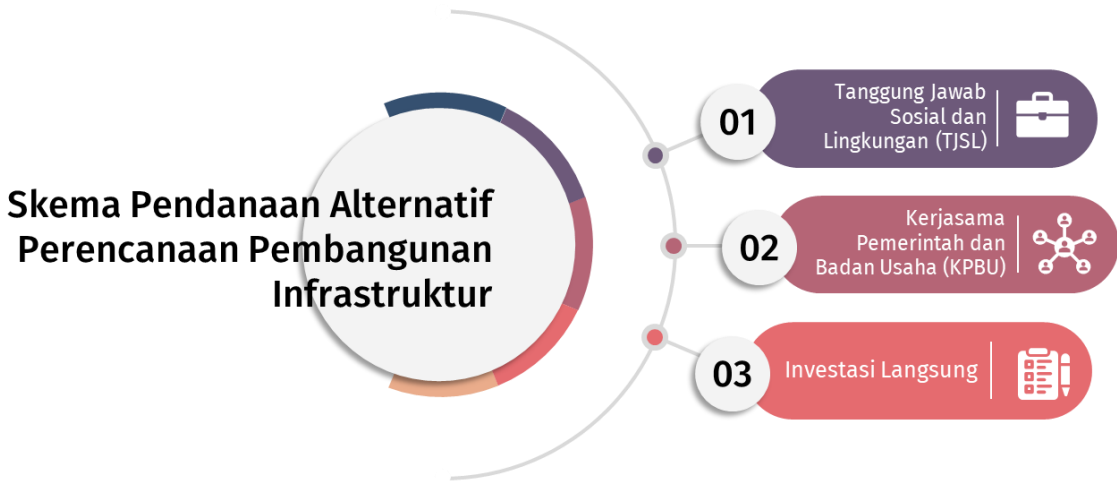 Skema Pendanaan Alternatif
Perencanaan Pembangunan
Infrastruktur
01
Tanggung Jawab
Sosial dan
Lingkungan (TJSL)
02
Kerjasama
Pemerintah dan
Badan Usaha (KPBU)
03
Investasi Langsung